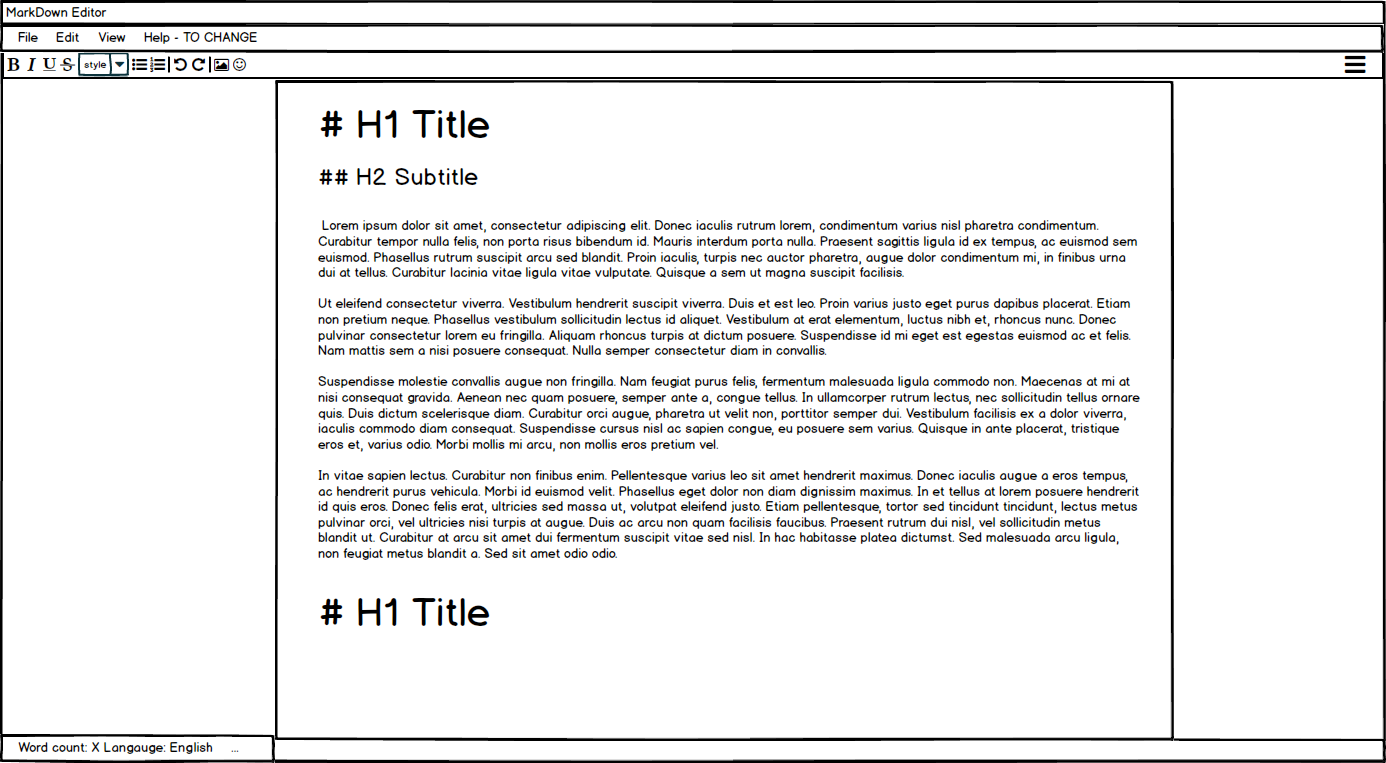 MarkDown Editor
File Edit View Help - TO CHANGE
B I U S style
# H1 Title
## H2 Subtitle
Lorem ipsum dolor sit amet, consectetur adipiscing elit. Donec iaculis rutrum lorem, condimentum varius nisl pharetra condimentum.
Curabitur tempor nulla felis, non porta risus bibendum id. Mauris interdum porta nulla. Praesent sagittis ligula id ex tempus, ac euismod sem
euismod. Phasellus rutrum suscipit arcu sed blandit. Proin iaculis, turpis nec auctor pharetra, augue dolor condimentum mi, in finibus urna
dui at tellus. Curabitur lacinia vitae ligula vitae vulputate. Quisque a sem ut magna suscipit facilisis.
Ut eleifend consectetur viverra. Vestibulum hendrerit suscipit viverra. Duis et est leo. Proin varius justo eget purus dapibus placerat. Etiam
non pretium neque. Phasellus vestibulum sollicitudin lectus id aliquet. Vestibulum at erat elementum, luctus nibh et, rhoncus nunc. Donec
pulvinar consectetur lorem eu fringilla. Aliquam rhoncus turpis at dictum posuere. Suspendisse id mi eget est egestas euismod ac et felis.
Nam mattis sem a nisi posuere consequat. Nulla semper consectetur diam in convallis.
Suspendisse molestie convallis augue non fringilla. Nam feugiat purus felis, fermentum malesuada ligula commodo non. Maecenas at mi at
nisi consequat gravida. Aenean nec quam posuere, semper ante a, congue tellus. In ullamcorper rutrum lectus, nec sollicitudin tellus ornare
quis. Duis dictum scelerisque diam. Curabitur orci augue, pharetra ut velit non, porttitor semper dui. Vestibulum facilisis ex a dolor viverra,
iaculis commodo diam consequat. Suspendisse cursus nisl ac sapien congue, eu posuere sem varius. Quisque in ante placerat, tristique
eros et, varius odio. Morbi mollis mi arcu, non mollis eros pretium vel.
In vitae sapien lectus. Curabitur non finibus enim. Pellentesque varius leo sit amet hendrerit maximus. Donec iaculis augue a eros tempus,
ac hendrerit purus vehicula. Morbi id euismod velit. Phasellus eget dolor non diam dignissim maximus. In et tellus at lorem posuere hendrerit
id quis eros. Donec felis erat, ultricies sed massa ut, volutpat eleifend justo. Etiam pellentesque, tortor sed tincidunt tincidunt, lectus metus
pulvinar orci, vel ultricies nisi turpis at augue. Duis ac arcu non quam facilisis faucibus. Praesent rutrum dui nisl, vel sollicitudin metus
blandit ut. Curabitur at arcu sit amet dui fermentum suscipit vitae sed nisl. In hac habitasse platea dictumst. Sed malesuada arcu ligula,
non feugiat metus blandit a. Sed sit amet odio odio.
# H1 Title
Word count: X Langauge: English ...